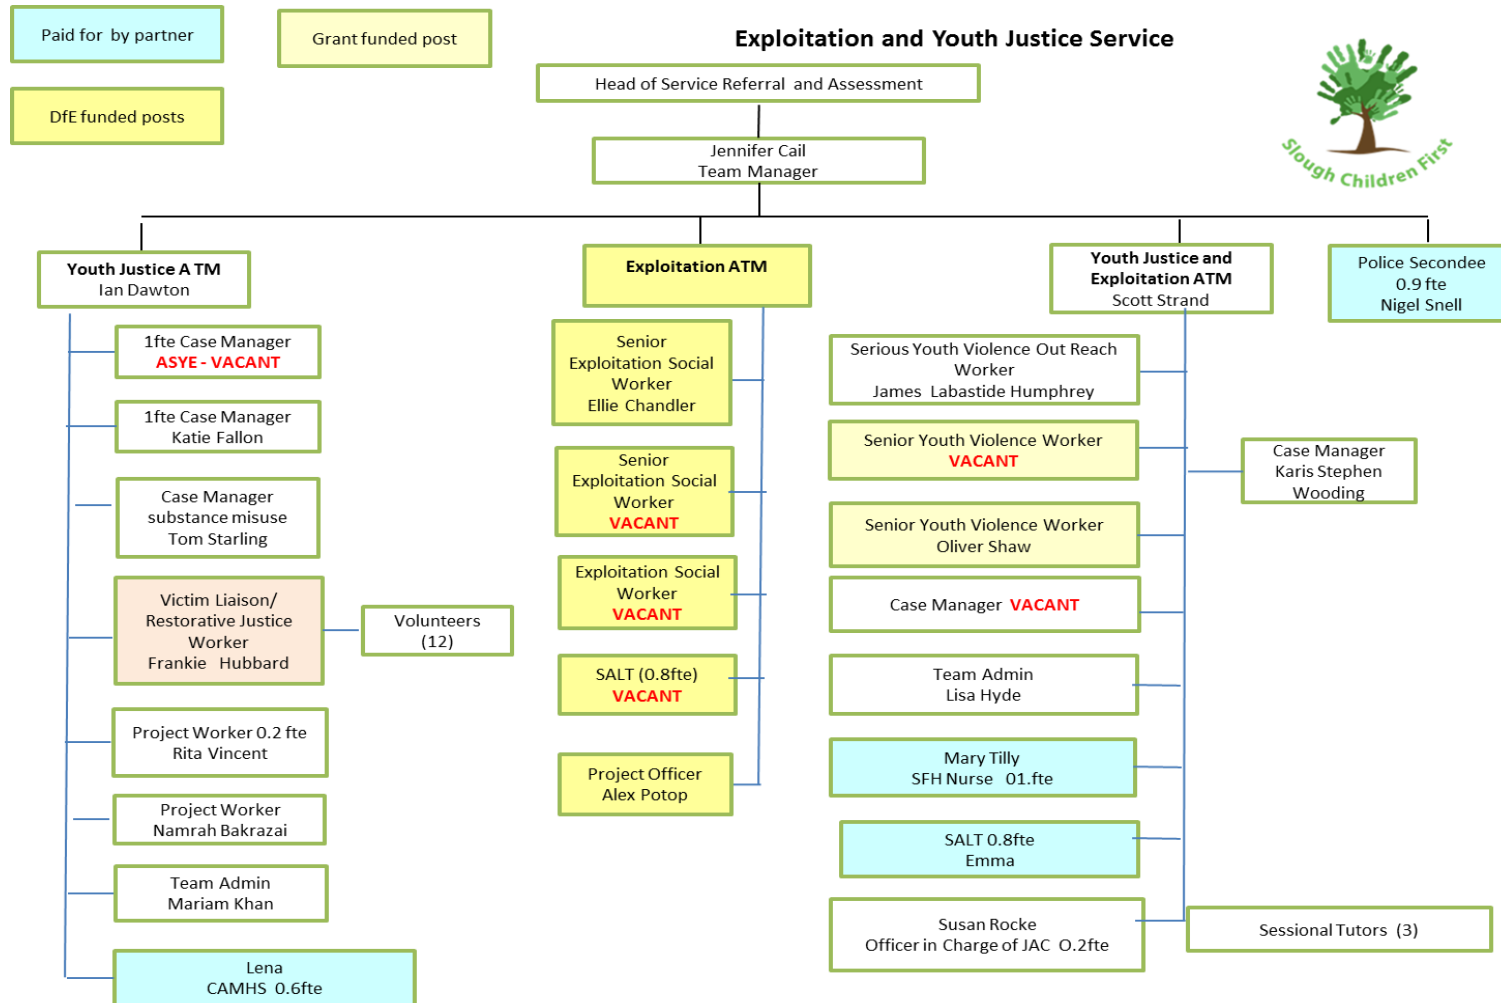 Paid for by partner
Grant funded post
DfE funded posts
Exploitation and Youth Justice Service
Slough Children First
Head of Service Referral and Assessment
Jennifer Cail
Team Manager
Youth Justice A TM
Ian Dawton
1fte Case Manager
ASYE - VACANT
1fte Case Manager
Katie Fallon
Case Manager
substance misuse
Tom Starling
Victim Liaison/
Restorative Justice
Worker
Frankie Hubbard
Volunteers
(12)
Project Worker 0.2 fte
Rita Vincent
Project Worker
Namrah Bakrazai
Team Admin
Mariam Khan
Lena
CAMHS 0.6fte
Exploitation ATM
Senior
Exploitation Social
Worker
Ellie Chandler
Senior
Exploitation Social
Worker
VACANT
Exploitation Social
Worker
VACANT
SALT (0.8fte)
VACANT
Project Officer
Alex Potop
Youth Justice and
Exploitation ATM
Scott Strand
Serious Youth Violence Out Reach
Worker
James Labastide Humphrey
Senior Youth Violence Worker
VACANT
Senior Youth Violence Worker
Oliver Shaw
Case Manager VACANT
Team Admin
Lisa Hyde
Mary Tilly
SFH Nurse 01.fte
SALT 0.8fte
Emma
Susan Rocke
Officer in Charge of JAC O.2fte
Case Manager
Karis Stephen
Wooding
Sessional Tutors (3)
Police Secondee
0.9 fte
Nigel Snell